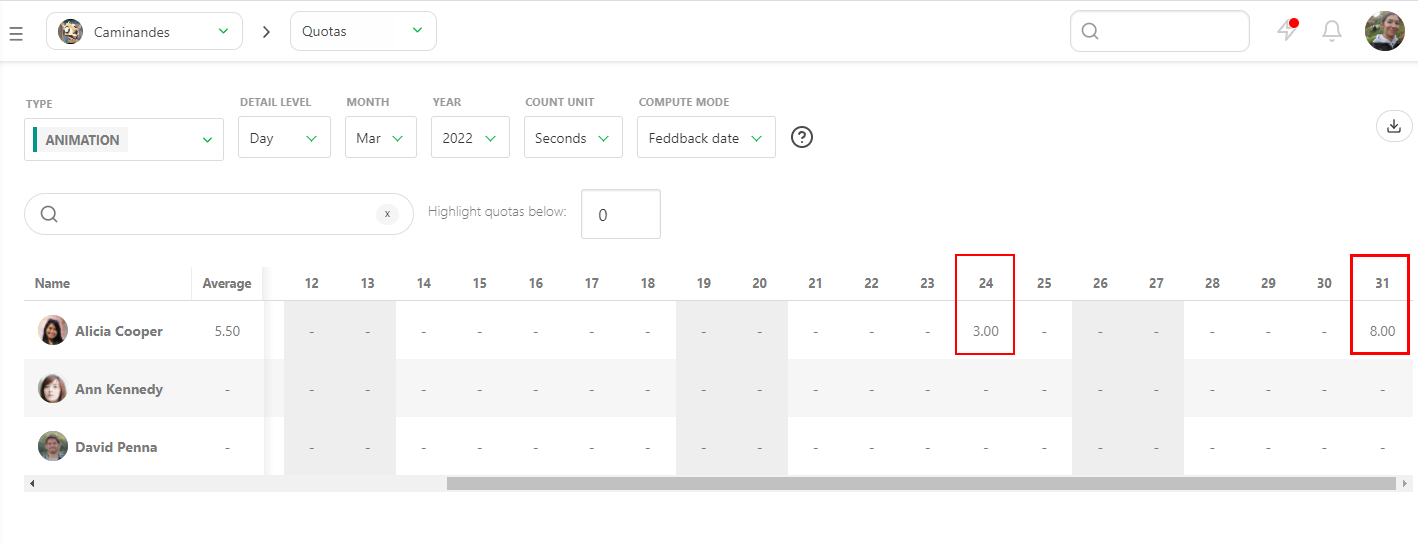 Caminandes Quotas
TYPE DETAIL LEVEL MONTH YEAR COUNT UNIT COMPUTE MODE
ANIMATION Day Mar 2022 Seconds Feddback date ?
x Highlight quotas below: 0
Name Average 12 13 14 15 16 17 18 19 20 21 22 23 24 25 26 27 28 29 30 31
Alicia Cooper 5.50 - - - - - - - - - - - - 3.00 - - - - - - 8.00
Ann Kennedy - - - - - - - - - - - - - - - - - - - - -
David Penna - - - - - - - - - - - - - - - - - - - - -